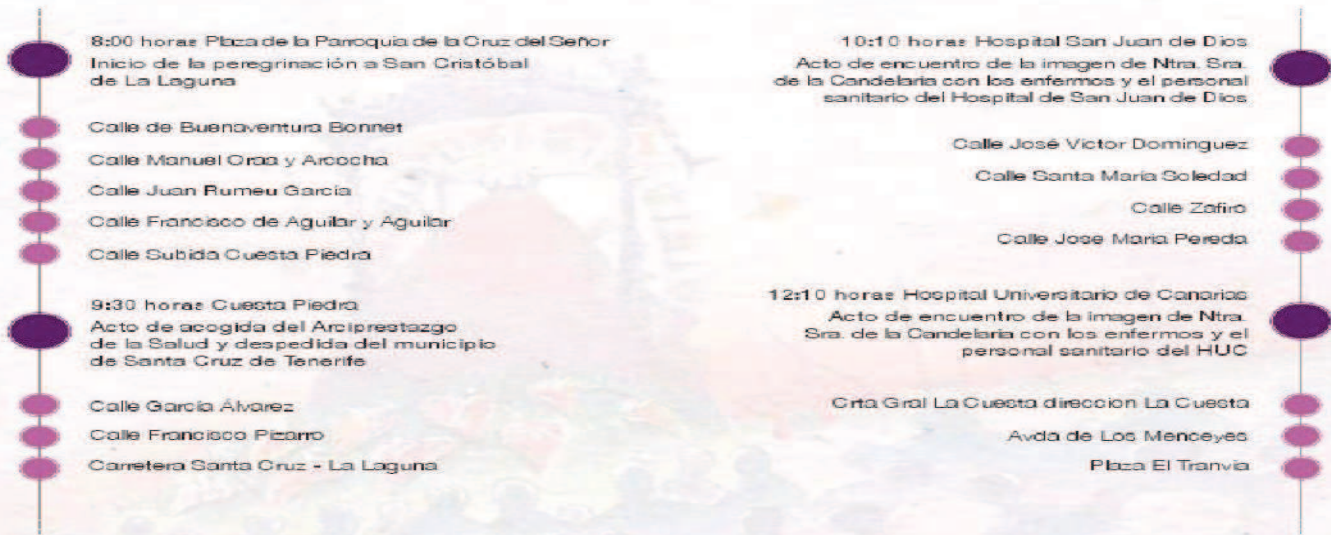 8:00 horas Plaza de la Parroquia de la Cruz del Señor
Inicio de la peregrinación a San Cristóbal
de La Laguna
Calle de Buenaventura Bonnet
Calle Manuel Oraa y Arcocha
Calle Juan Rumeu García
Calle Francisco de Aguilar y Aguilar
Calle Subida Cuesta Piedra
9:30 horas Cuesta Piedra
Acto de acogida del Arciprestazgo
de la Salud y despedida del municipio
de Santa Cruz de Tenerife
Calle García Álvarez
Calle Francisco Pizarro
Carretera Santa Cruz - La Laguna
10:10 horas Hospital San Juan de Dios
Acto de encuentro de la imagen de Ntra. Sra.
de la Candelaria con los enfermos y el personal
sanitario del Hospital de San Juan de Dios
Calle José Victor Dominguez
Calle Santa María Soledad
Calle Zafiro
Calle Jose Maria Pereda
12:10 horas Hospital Universitario de Canarias
Acto de encuentro de la imagen de Ntra.
Sra. de la Candelaria con los enfermos y el
personal sanitario del HUC
Crta Gral La Cuesta direccion La Cuesta
Avda de Los Menceyes
Plaza El Tranvia